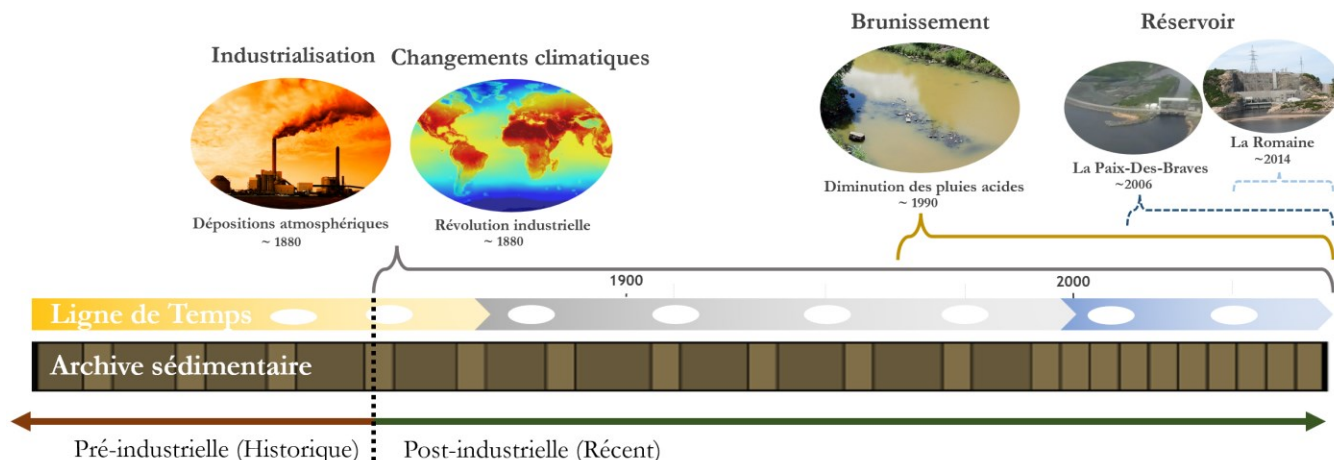 Industrialisation
Changements climatiques
Brunissement
Réservoir
Dépositions atmosphériques
~ 1880
Révolution industrielle
~ 1880
Diminution des pluies acides
~ 1990
La Paix-Des-Braves
~2006
La Romaine
~2014
1900
2000
Ligne de Temps
Archive sédimentaire
Pré-industrielle (Historique)
Post-industrielle (Récent)